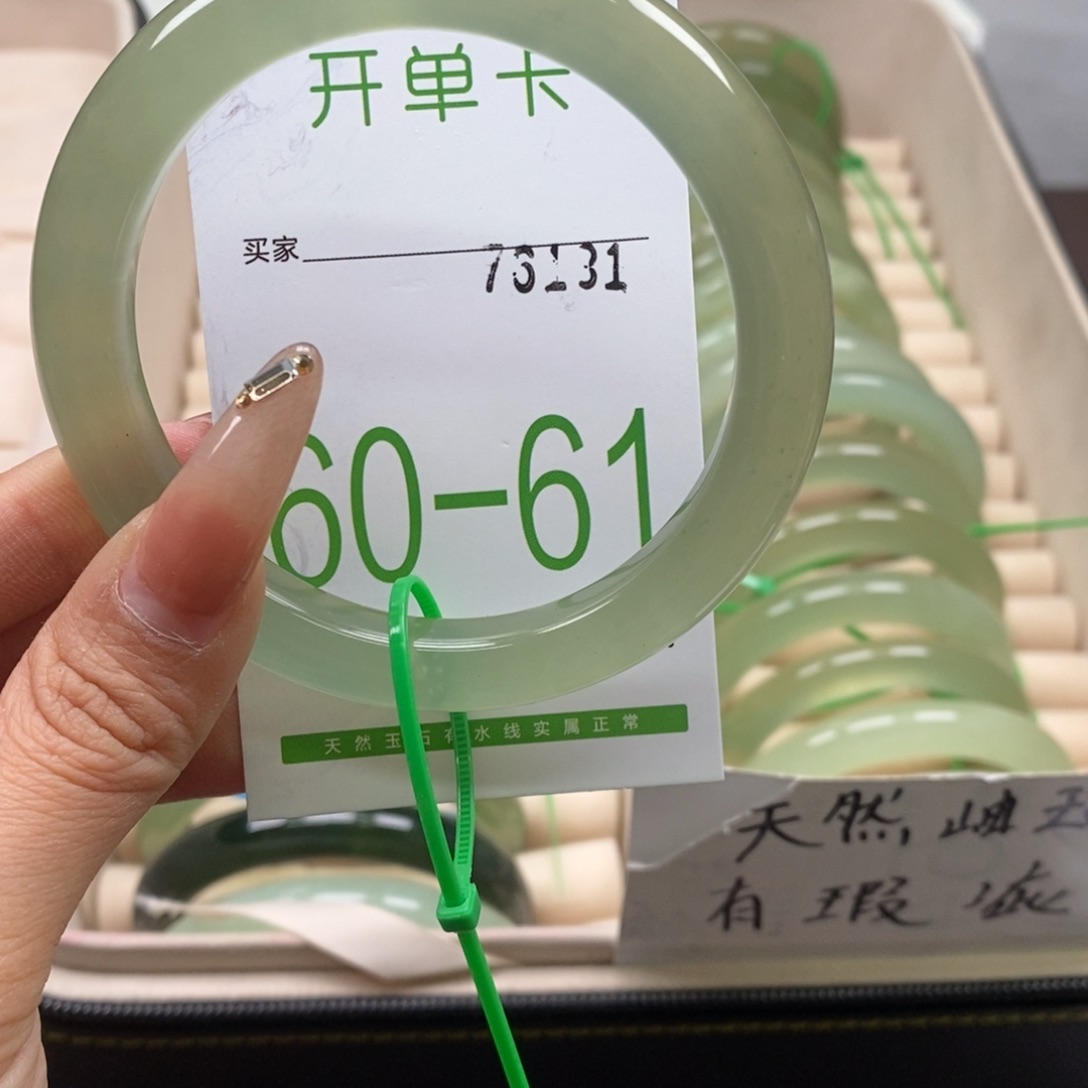 开单卡
买家
76131
60-61
天然玉石有水线实属正常
天然,岫玉
有瑕疵